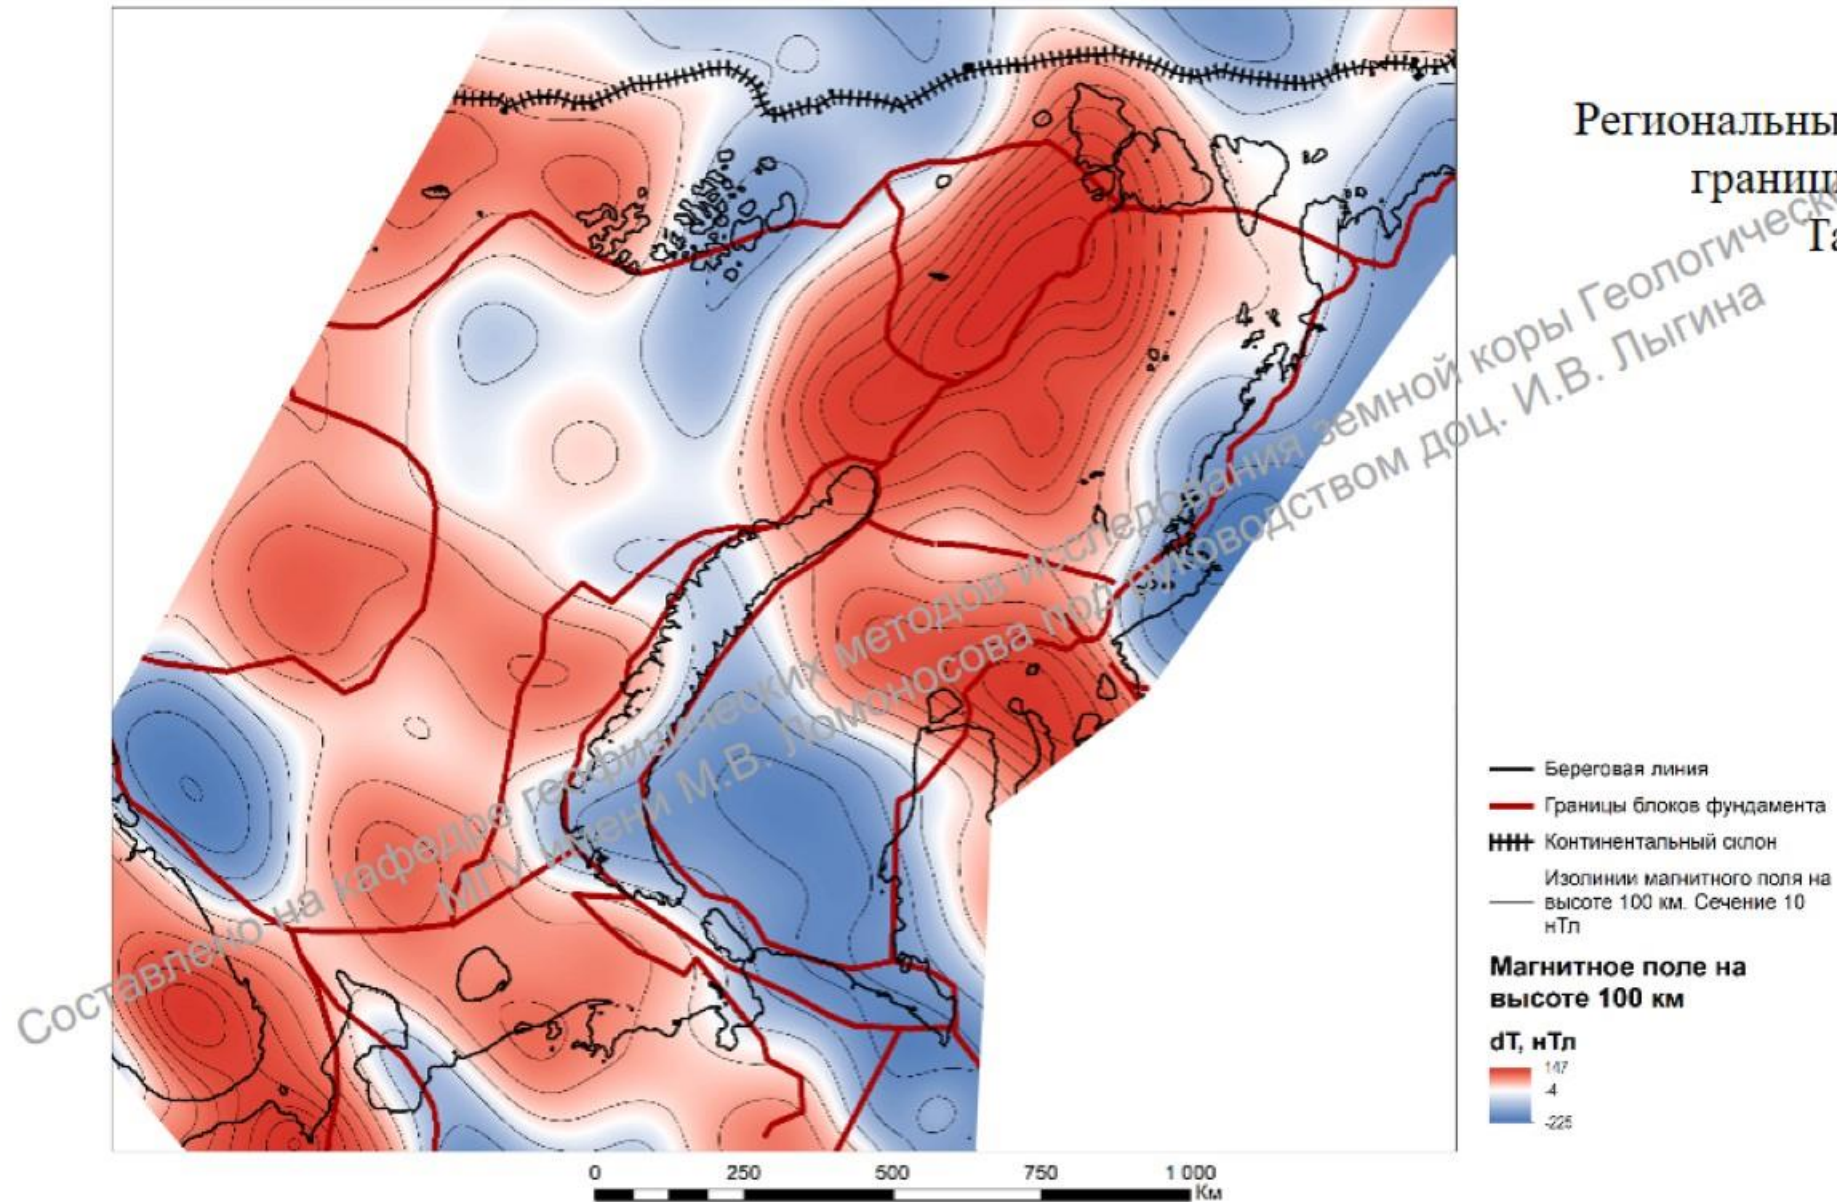 Региональны
границ
Га
Составлено на кафедре геофизических методов исследования земной коры Геологическ
МГУ имени М.В. Ломоносова под руководством доц. И.В. Лыгина
Береговая линия
Границы блоков фундамента
Континентальный склон
Изолинии магнитного поля на
высоте 100 км. Сечение 10
нТл
Магнитное поле на
высоте 100 км
dT, нТл
147
-4
-225
0 250 500 750 1 000
Км